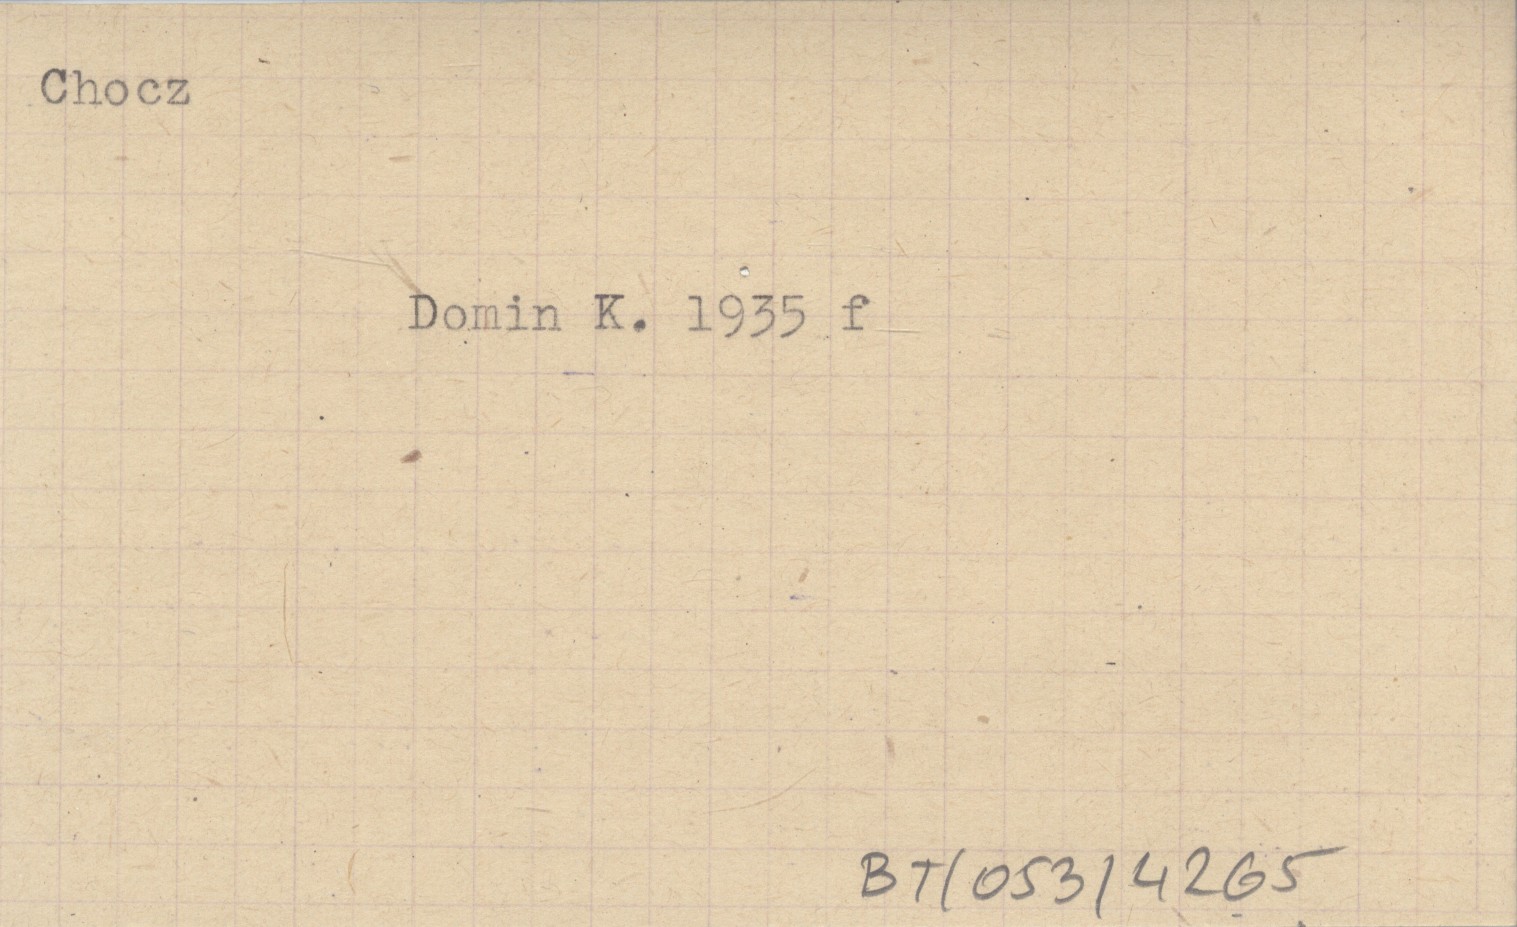 Chocz
Domin K. 1935 f
BT/053/4265